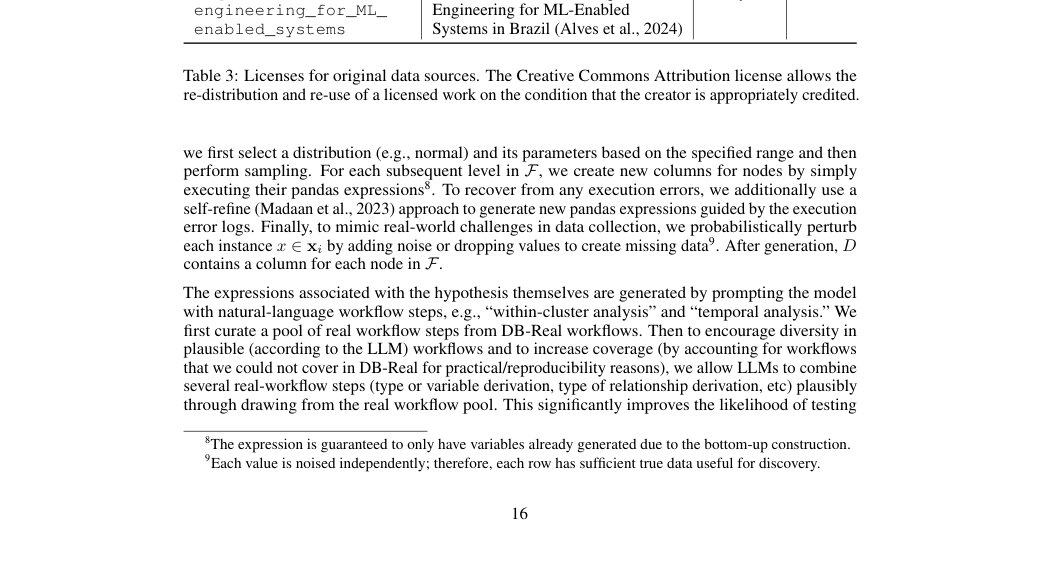 engineering_for_ML_
enabled_systems
Engineering for ML-Enabled
Systems in Brazil (Alves et al., 2024)
Table 3: Licenses for original data sources. The Creative Commons Attribution license allows the
re-distribution and re-use of a licensed work on the condition that the creator is appropriately credited.
we first select a distribution (e.g., normal) and its parameters based on the specified range and then
perform sampling. For each subsequent level in ℱ, we create new columns for nodes by simply
executing their pandas expressions⁸. To recover from any execution errors, we additionally use a
self-refine (Madaan et al., 2023) approach to generate new pandas expressions guided by the execution
error logs. Finally, to mimic real-world challenges in data collection, we probabilistically perturb
each instance x ∈ xᵢ by adding noise or dropping values to create missing data⁹. After generation, D
contains a column for each node in ℱ.
The expressions associated with the hypothesis themselves are generated by prompting the model
with natural-language workflow steps, e.g., “within-cluster analysis” and “temporal analysis.” We
first curate a pool of real workflow steps from DB-Real workflows. Then to encourage diversity in
plausible (according to the LLM) workflows and to increase coverage (by accounting for workflows
that we could not cover in DB-Real for practical/reproducibility reasons), we allow LLMs to combine
several real-workflow steps (type or variable derivation, type of relationship derivation, etc) plausibly
through drawing from the real workflow pool. This significantly improves the likelihood of testing
⁸The expression is guaranteed to only have variables already generated due to the bottom-up construction.
⁹Each value is noised independently; therefore, each row has sufficient true data useful for discovery.
16